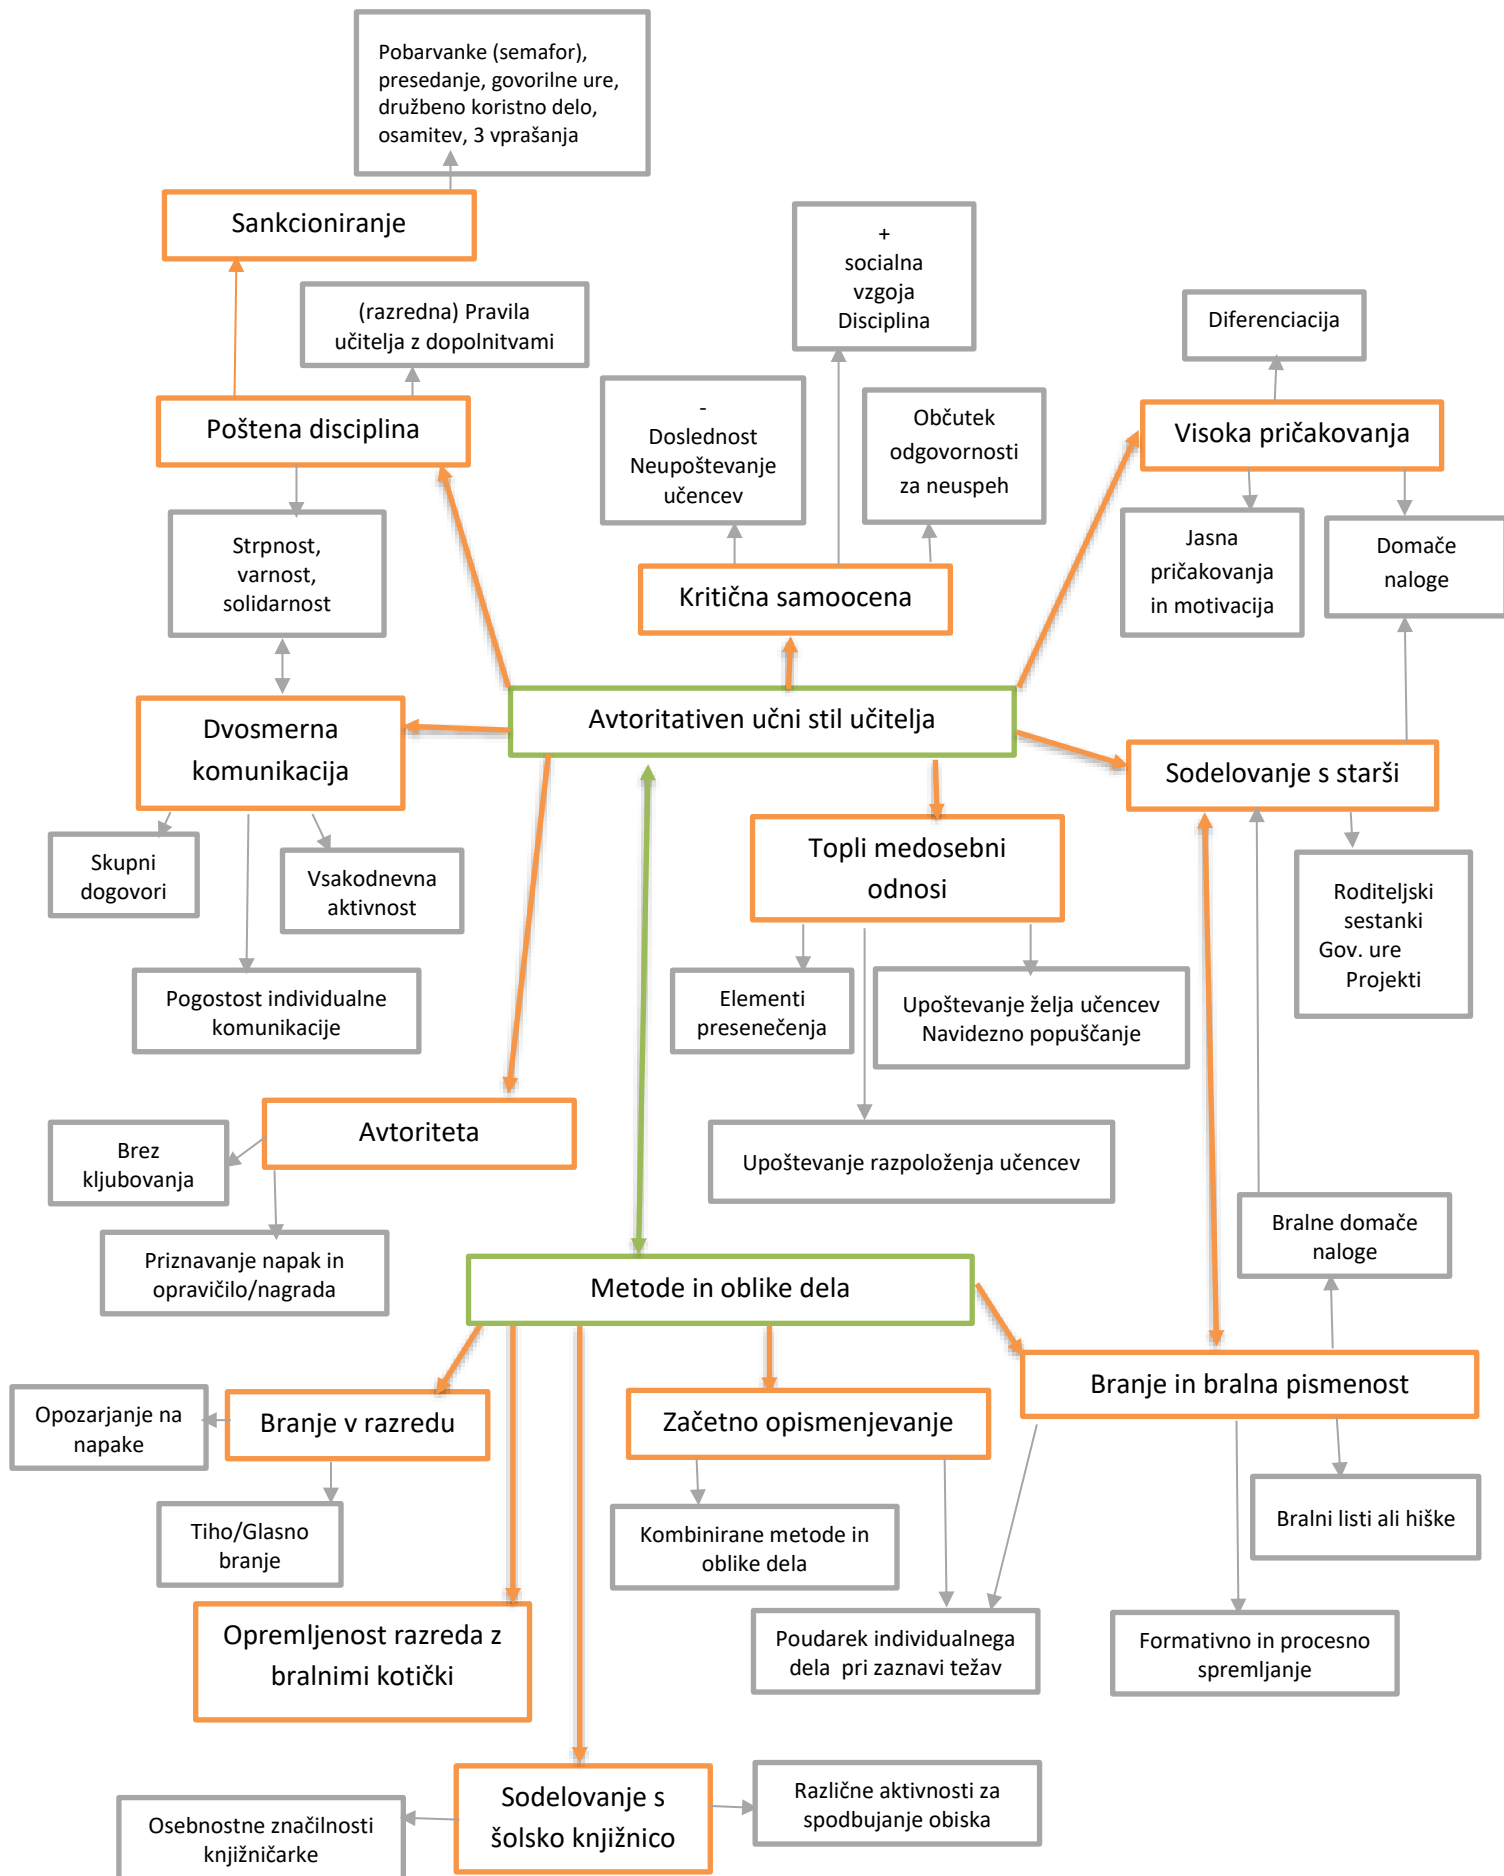 Pobarvanke (semafor),
presedanje, govorilne ure,
družbeno koristno delo,
osamitev, 3 vprašanja
Sankcioniranje
+
socialna
vzgoja
Disciplina
(razredna) Pravila
učitelja z dopolnitvami
Diferenciacija
Poštena disciplina
-
Doslednost
Neupoštevanje
učencev
Občutek
odgovornosti
za neuspeh
Visoka pričakovanja
Strpnost,
varnost,
solidarnost
Kritična samoocena
Jasna
pričakovanja
in motivacija
Domače
naloge
Avtoritativen učni stil učitelja
Dvosmerna
komunikacija
Sodelovanje s starši
Topli medosebni
odnosi
Skupni
dogovori
Vsakodnevna
aktivnost
Roditeljski
sestanki
Gov. ure
Projekti
Pogostost individualne
komunikacije
Elementi
presenečenja
Upoštevanje želja učencev
Navidezno popuščanje
Avtoriteta
Brez
kljubovanja
Upoštevanje razpoloženja učencev
Priznavanje napak in
opravičilo/nagrada
Bralne domače
naloge
Metode in oblike dela
Branje in bralna pismenost
Opozarjanje na
napake
Branje v razredu
Začetno opismenjevanje
Tiho/Glasno
branje
Kombinirane metode in
oblike dela
Bralni listi ali hiške
Opremljenost razreda z
bralnimi kotički
Poudarek individualnega
dela  pri zaznavi težav
Formativno in procesno
spremljanje
Sodelovanje s
šolsko knjižnico
Različne aktivnosti za
spodbujanje obiska
Osebnostne značilnosti
knjižničarke